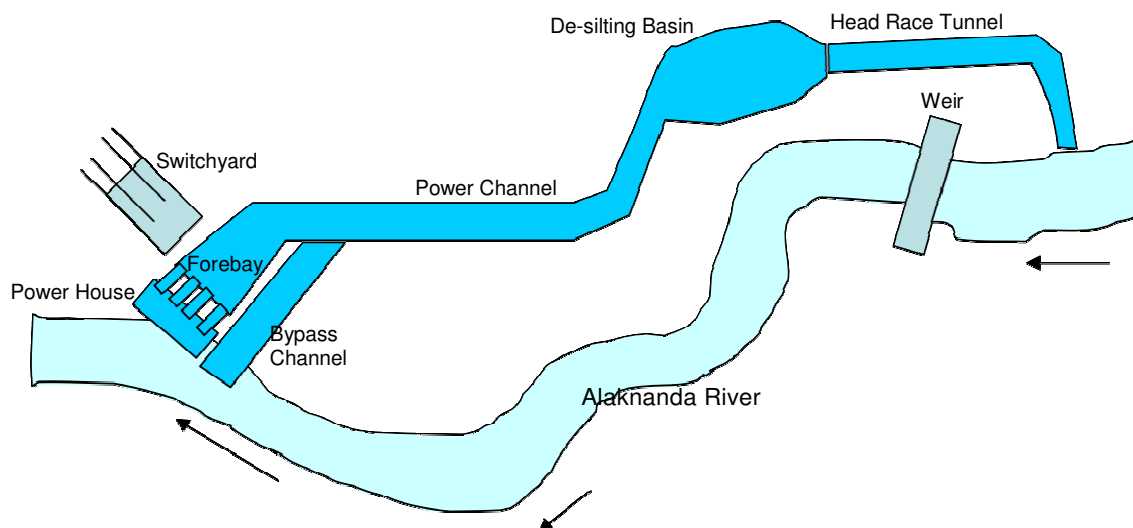 De-silting Basin
Head Race Tunnel
Weir
Switchyard
Power Channel
Forebay
Power House
Bypass
Channel
Alaknanda River